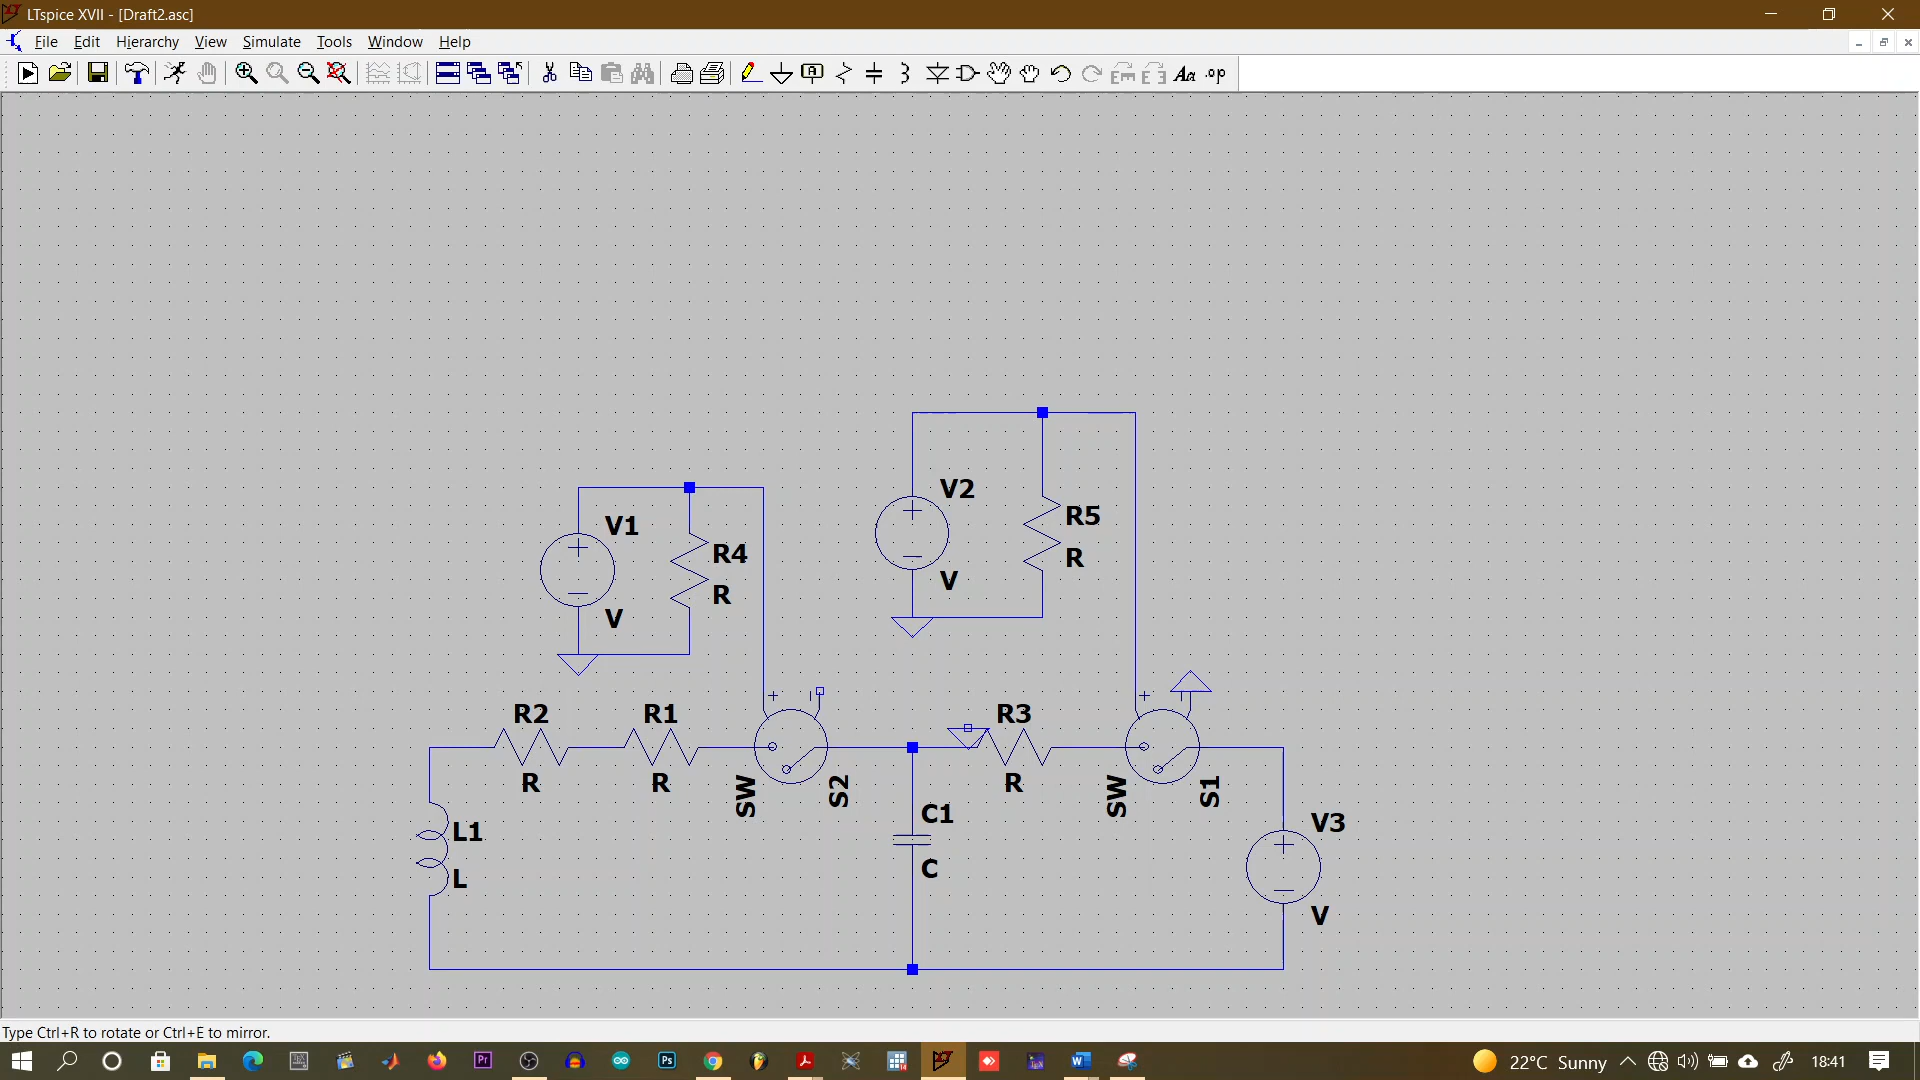 LTspice XVII - [Draft2.asc]
File Edit Hierarchy View Simulate Tools Window Help
Aa .op
V2
V1
R5
R4
R
R
V
V
R2 R1 R3
R R SW S2 R SW S1
C1
V3
L1
C
L
V
Type Ctrl+R to rotate or Ctrl+E to mirror.
22°C Sunny 18:41